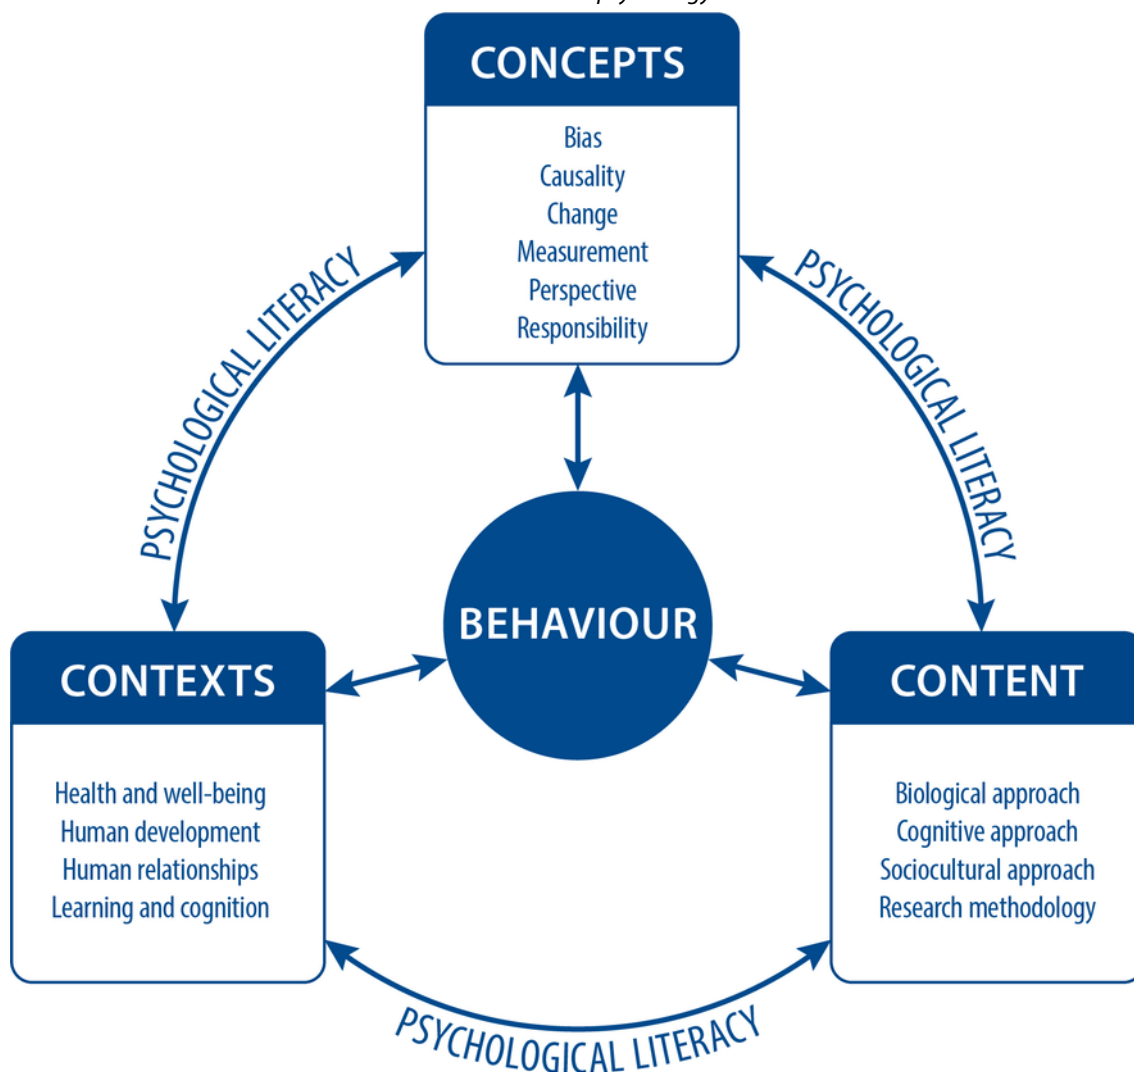 psychology
CONCEPTS
Bias
Causality
Change
Measurement
Perspective
Responsibility
PSYCHOLOGICAL LITERACY
PSYCHOLOGICAL LITERACY
BEHAVIOUR
CONTEXTS
Health and well-being
Human development
Human relationships
Learning and cognition
CONTENT
Biological approach
Cognitive approach
Sociocultural approach
Research methodology
PSYCHOLOGICAL LITERACY